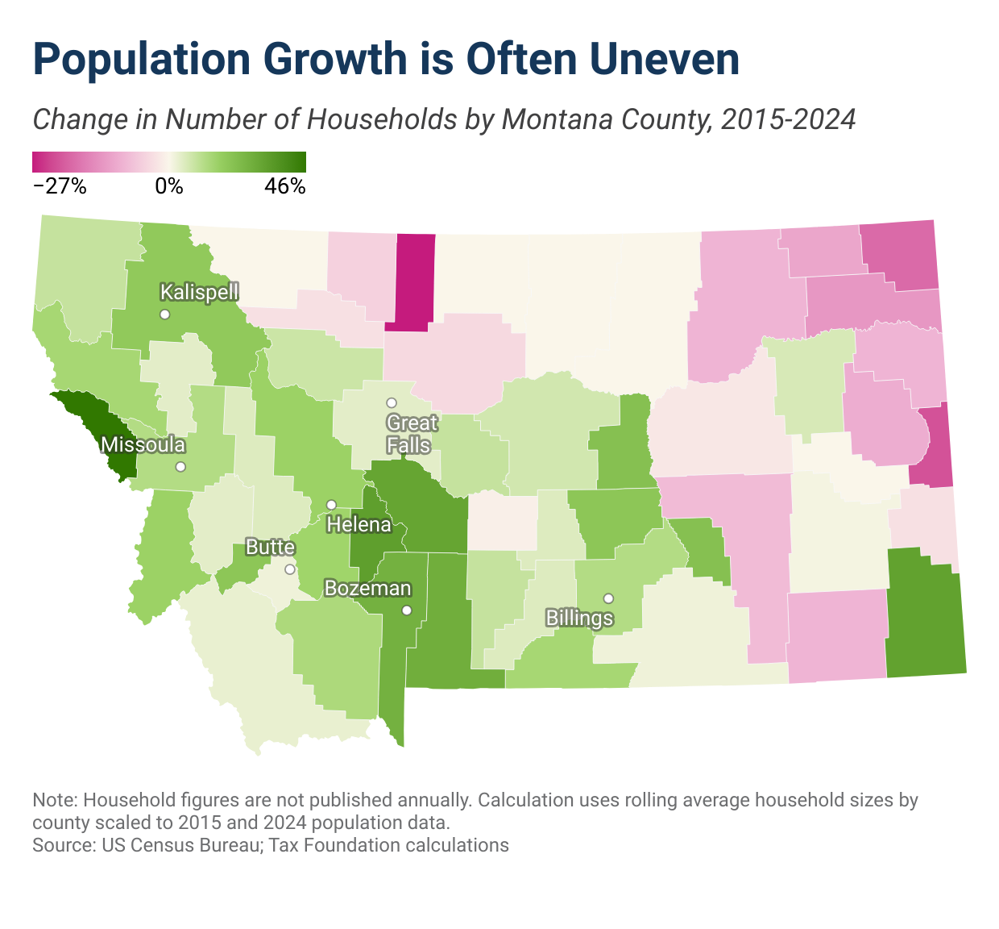 Population Growth is Often Uneven
Change in Number of Households by Montana County, 2015-2024
−27% 0% 46%
Kalispell
Great
Falls
Missoula
Helena
Butte
Bozeman
Billings
Note: Household figures are not published annually. Calculation uses rolling average household sizes by
county scaled to 2015 and 2024 population data.
Source: US Census Bureau; Tax Foundation calculations